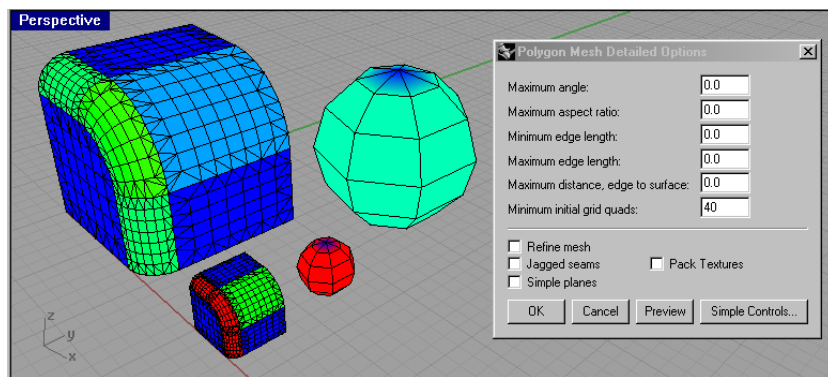 Perspective
Polygon Mesh Detailed Options
Maximum angle: 0.0
Maximum aspect ratio: 0.0
Minimum edge length: 0.0
Maximum edge length: 0.0
Maximum distance, edge to surface: 0.0
Minimum initial grid quads: 40
Refine mesh
Jagged seams Pack Textures
Simple planes
OK Cancel Preview Simple Controls...
z
y
x